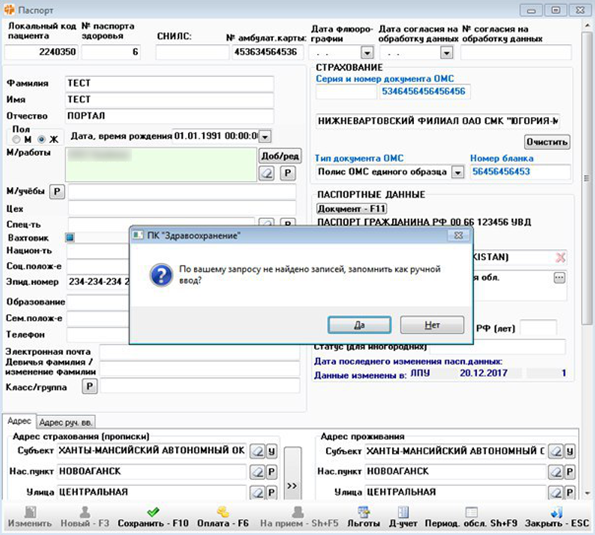 Паспорт
Локальный код пациента
№ паспорта здоровья
СНИЛС:
№ амбулат.карты:
Дата флюоро-графии
Дата согласия на обработку данных
№ согласия на обработку данных
2240350
6
453634564536
. .
. .
Фамилия ТЕСТ
Имя ТЕСТ
Отчество ПОРТАЛ
Пол
М Ж
Дата, время рождения 01.01.1991 00:00:0
М/работы
Доб/ред
Р
М/учёбы Р
Цех
Спец-ть
Вахтовик
Национ-ть
Соц.полож-е
Эпид.номер 234-234-234 2
Образование
Сем.полож-е
Телефон
Электронная почта
Девичья фамилия /
изменение фамилии
Класс/группа Р
СТРАХОВАНИЕ
Серия и номер документа ОМС
5346456456456456
НИЖНЕВАРТОВСКИЙ ФИЛИАЛ ОАО СМК "ЮГОРИЯ-М
Очистить
Тип документа ОМС Номер бланка
Полис ОМС единого образца 56456456453
ПАСПОРТНЫЕ ДАННЫЕ
Документ - F11
ПАСПОРТ ГРАЖДАНИНА РФ 00 66 123456 УВД
KISTAN)
я обл.
...
РФ (лет)
Статус (для иногородних)
Дата последнего изменения пасп.данных:
Данные изменены в: ЛПУ 20.12.2017 1
ПК "Здравоохранение"
По вашему запросу не найдено записей, запомнить как ручной
ввод?
Да Нет
Адрес Адрес руч. вв.
Адрес страхования (прописки)
Субъект ХАНТЫ-МАНСИЙСКИЙ АВТОНОМНЫЙ ОК У
Нас.пункт НОВОАГАНСК Р
Улица ЦЕНТРАЛЬНАЯ Р
>>
Адрес проживания
Субъект ХАНТЫ-МАНСИЙСКИЙ АВТОНОМНЫЙ О У
Нас.пункт НОВОАГАНСК Р
Улица ЦЕНТРАЛЬНАЯ Р
Изменить Новый - F3 Сохранить - F10 Оплата - F6 На прием - Sh+F5 Льготы Д-учет Период. обсл. Sh+F9 Закрыть - ESC